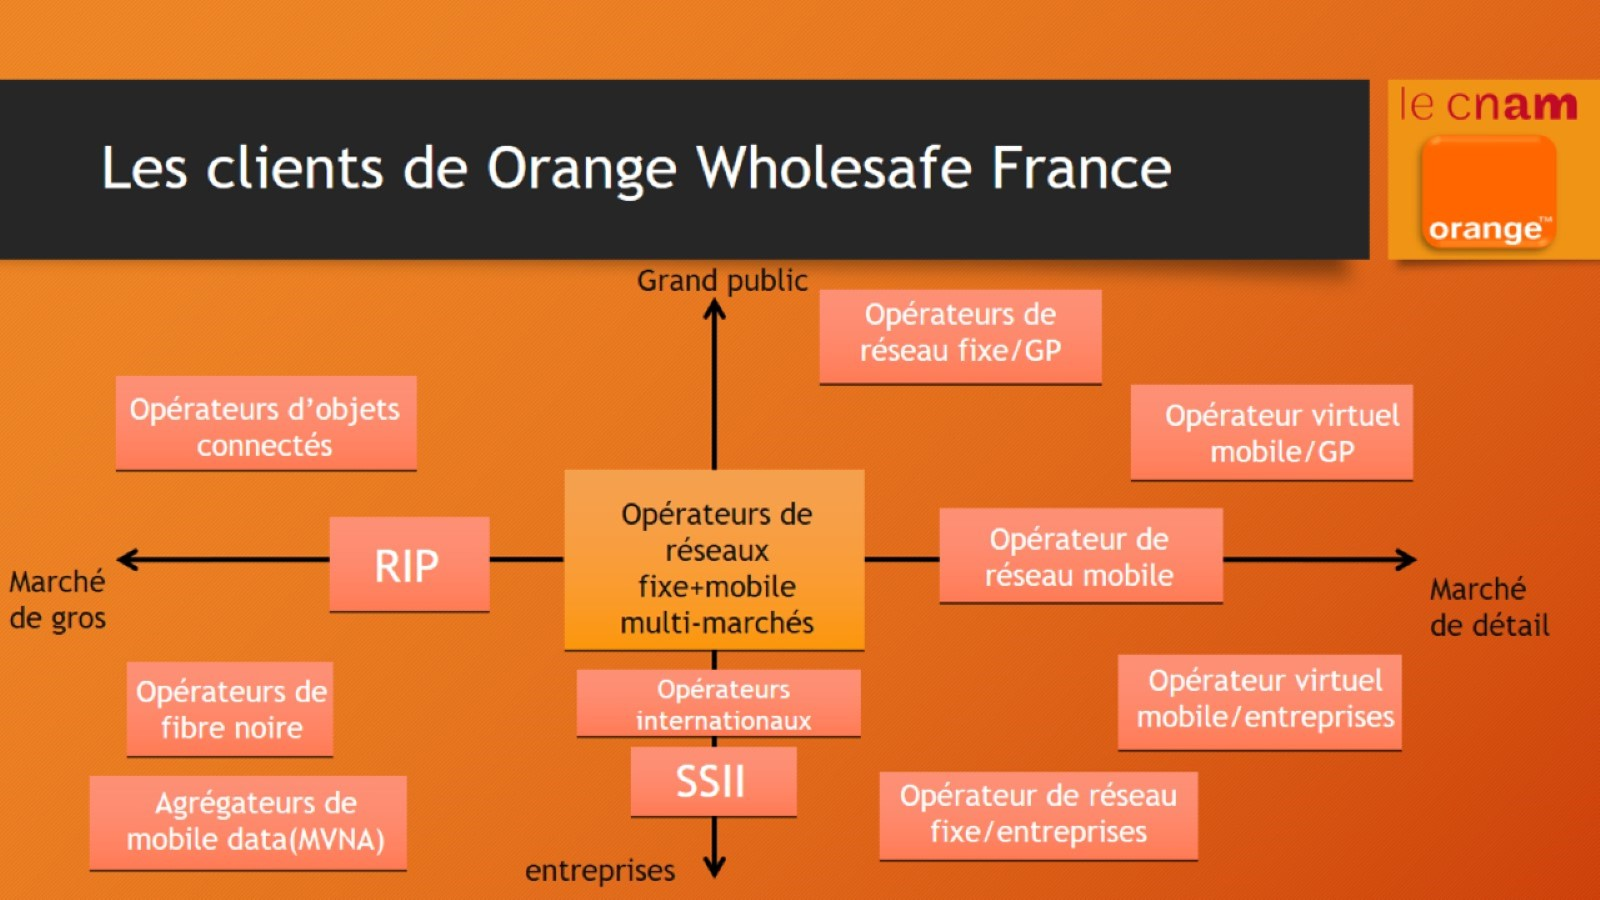 le cnam
Les clients de Orange Wholesafe France
orange™
Grand public
Opérateurs de
réseau fixe/GP
Opérateurs d'objets
connectés
Opérateur virtuel
mobile/GP
Opérateurs de
réseaux
fixe+mobile
multi-marchés
RIP
Opérateur de
réseau mobile
Marché
de gros
Marché
de détail
Opérateurs de
fibre noire
Opérateurs
internationaux
Opérateur virtuel
mobile/entreprises
SSII
Agrégateurs de
mobile data(MVNA)
Opérateur de réseau
fixe/entreprises
entreprises